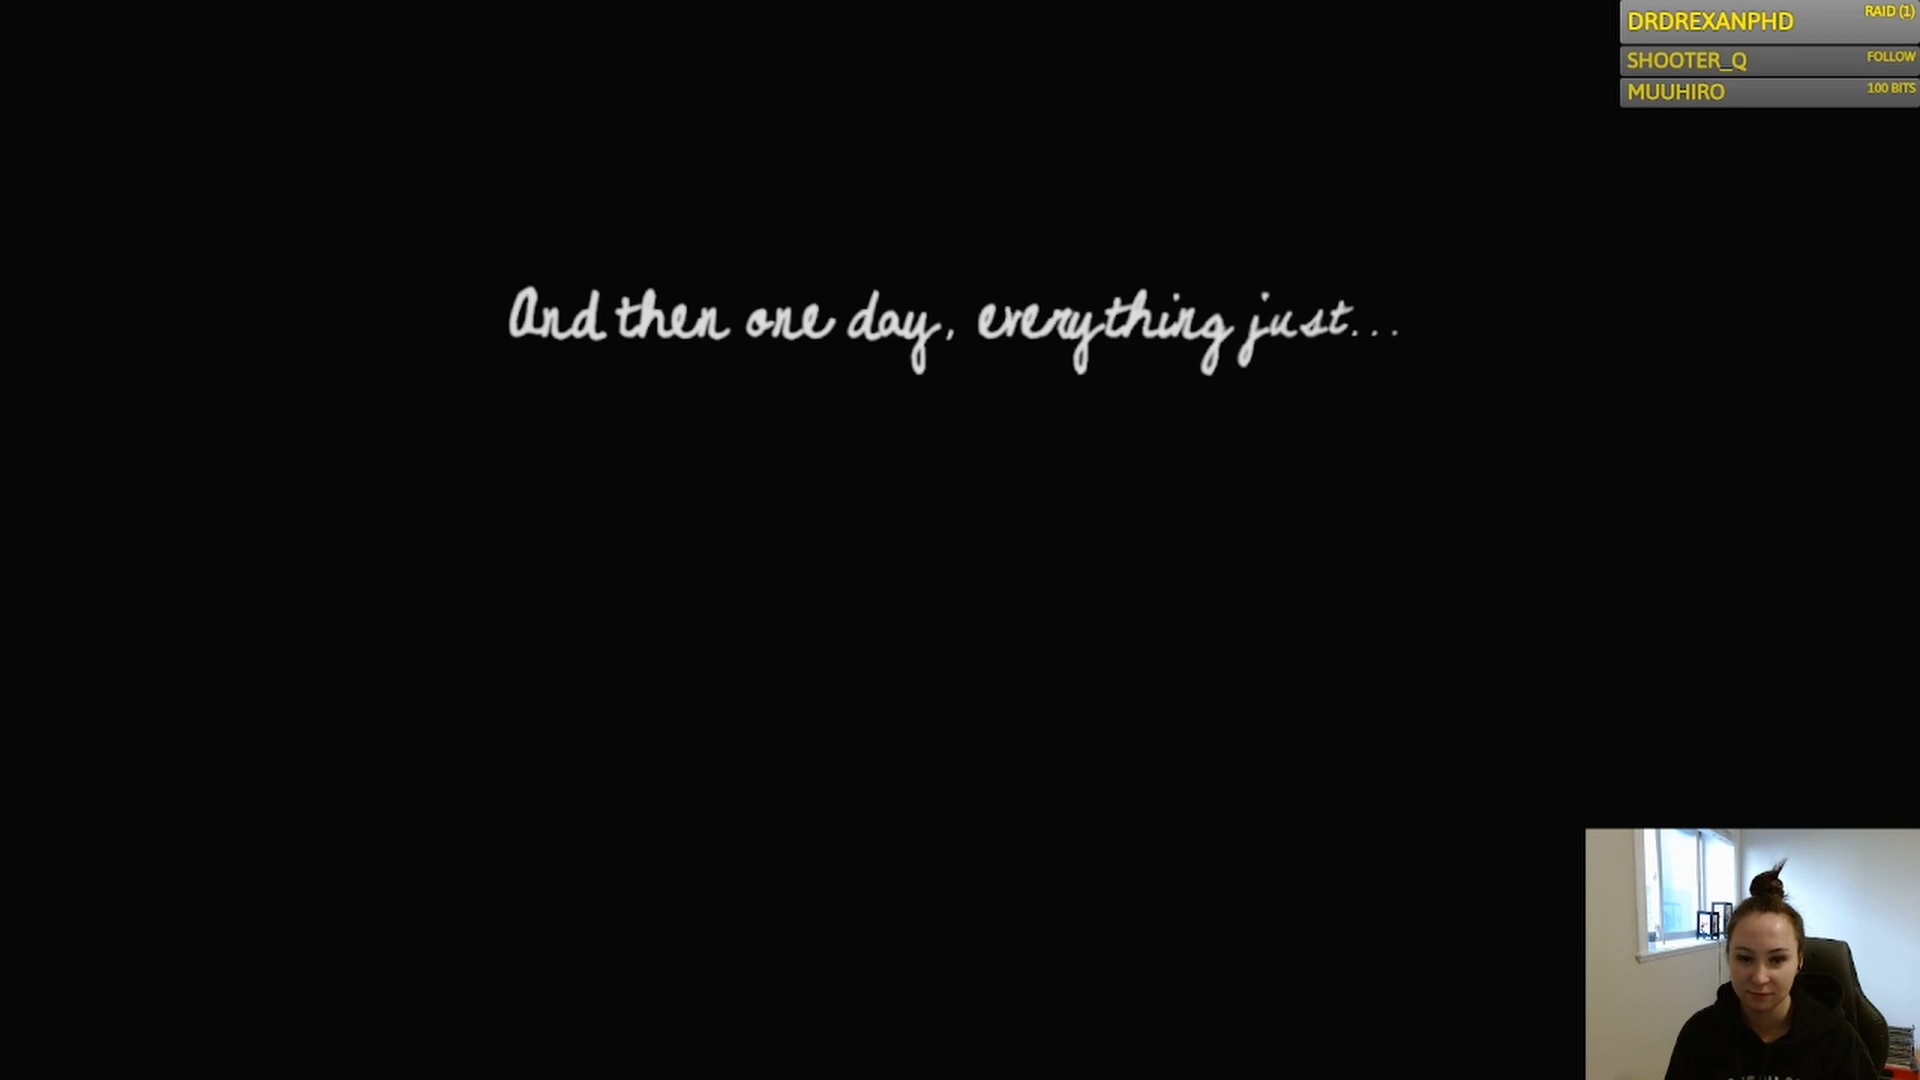 DRDREXANPHD RAID (1)
SHOOTER_Q FOLLOW
MUUHIRO 100 BITS
And then one day, everything just...